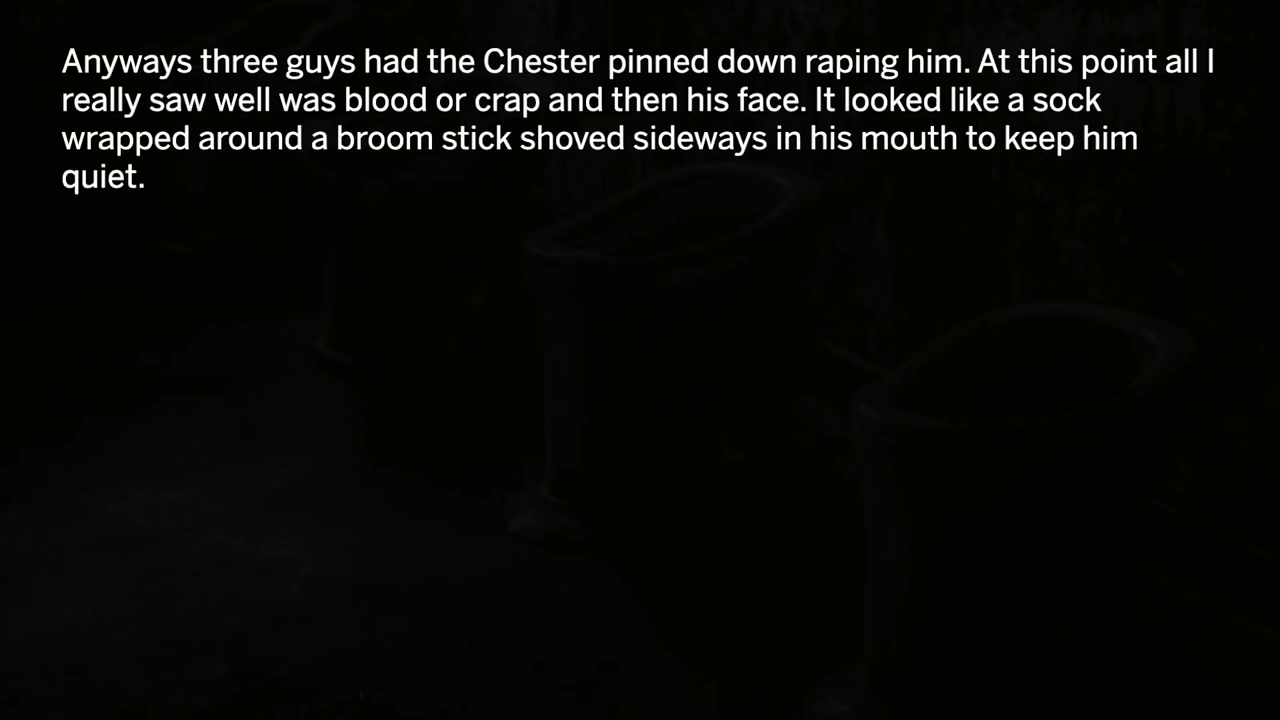 Anyways three guys had the Chester pinned down raping him. At this point all I
really saw well was blood or crap and then his face. It looked like a sock
wrapped around a broom stick shoved sideways in his mouth to keep him
quiet.